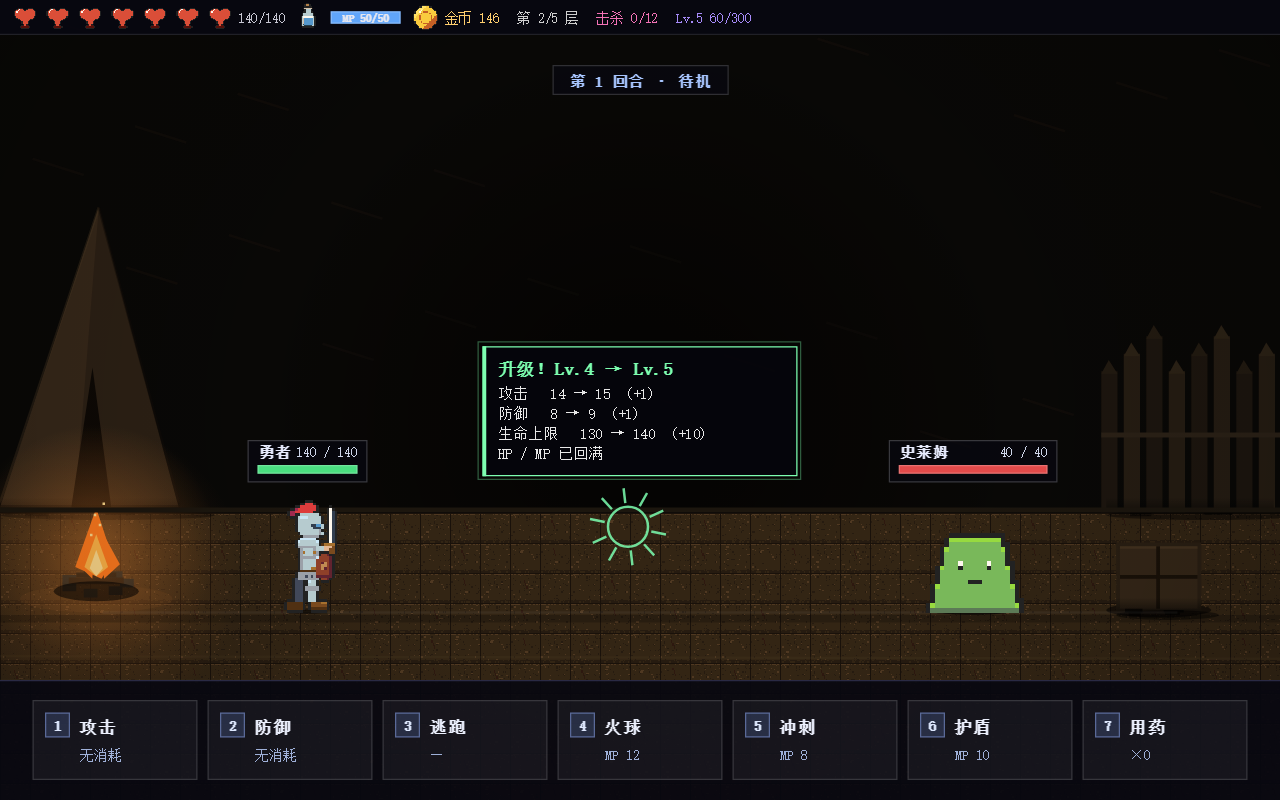 140/140 MP 50/50 金币 146 第 2/5 层 击杀 0/12 Lv.5 60/300
第 1 回合 · 待机
升级! Lv.4 → Lv.5
攻击 14 → 15 (+1)
防御 8 → 9 (+1)
生命上限 130 → 140 (+10)
HP / MP 已回满
勇者 140 / 140
史莱姆 40 / 40
1 攻击
无消耗
2 防御
无消耗
3 逃跑
—
4 火球
MP 12
5 冲刺
MP 8
6 护盾
MP 10
7 用药
×0